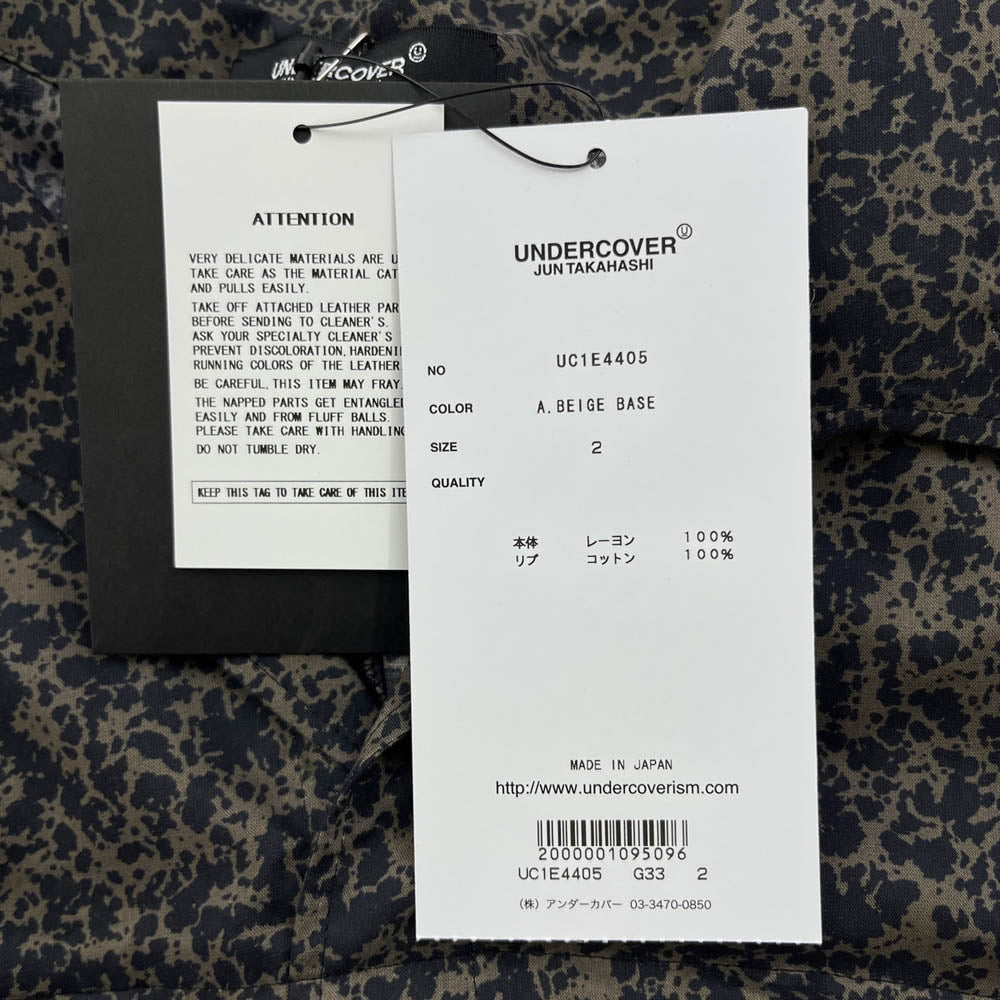 ATTENTION
VERY DELICATE MATERIALS ARE U
TAKE CARE AS THE MATERIAL CAT
AND PULLS EASILY.
TAKE OFF ATTACHED LEATHER PAR
BEFORE SENDING TO CLEANER'S.
ASK YOUR SPECIALTY CLEANER'S
PREVENT DISCOLORATION, HARDENI
RUNNING COLORS OF THE LEATHER.
BE CAREFUL, THIS ITEM MAY FRAY.
THE NAPPED PARTS GET ENTANGLED
EASILY AND FROM FLUFF BALLS.
PLEASE TAKE CARE WITH HANDLING
DO NOT TUMBLE DRY.
KEEP THIS TAG TO TAKE CARE OF THIS ITE
UNDERCOVER
JUN TAKAHASHI
NO UC1E4405
COLOR A. BEIGE BASE
SIZE 2
QUALITY
本体 レーヨン 100%
リブ コットン 100%
MADE IN JAPAN
http://www.undercoverism.com
2000001095096
UC1E4405 G33 2
(株) アンダーカバー 03-3470-0850